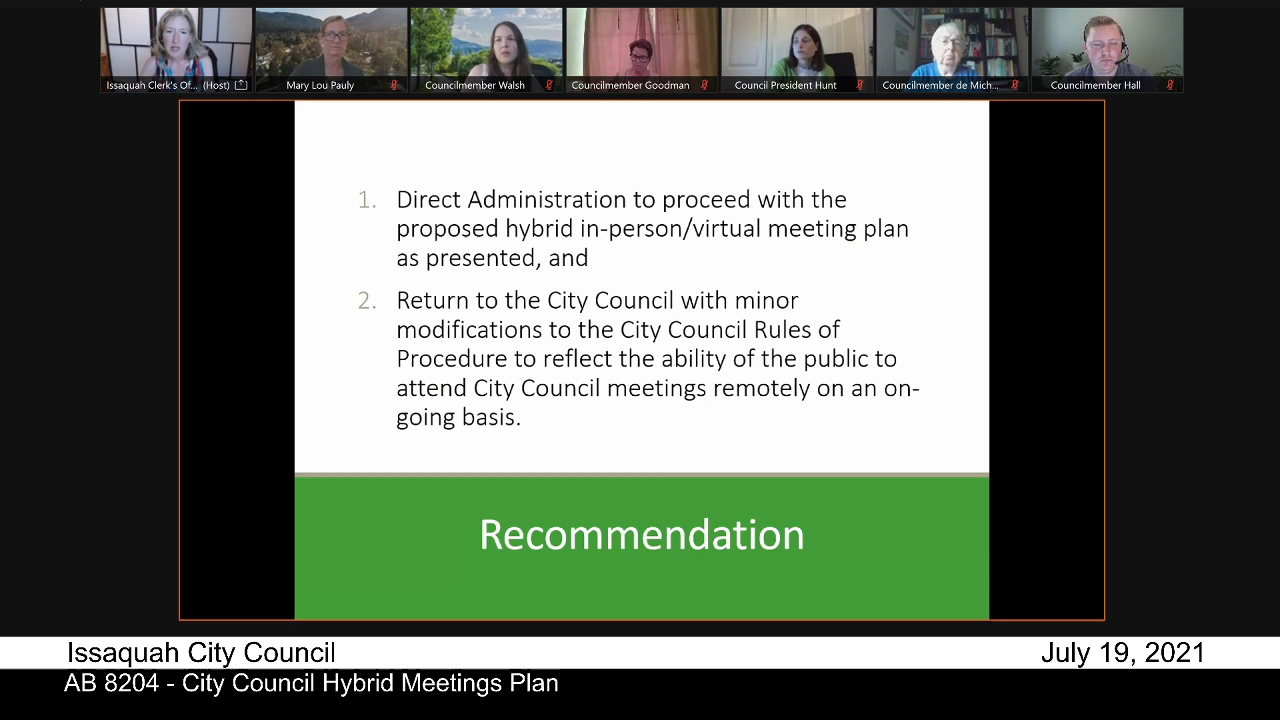 Issaquah Clerk's Of... (Host)
Mary Lou Pauly
Councilmember Walsh
Councilmember Goodman
Council President Hunt
Councilmember de Mich...
Councilmember Hall
1. Direct Administration to proceed with the
proposed hybrid in-person/virtual meeting plan
as presented, and
2. Return to the City Council with minor
modifications to the City Council Rules of
Procedure to reflect the ability of the public to
attend City Council meetings remotely on an on-
going basis.
Recommendation
Issaquah City Council
July 19, 2021
AB 8204 - City Council Hybrid Meetings Plan